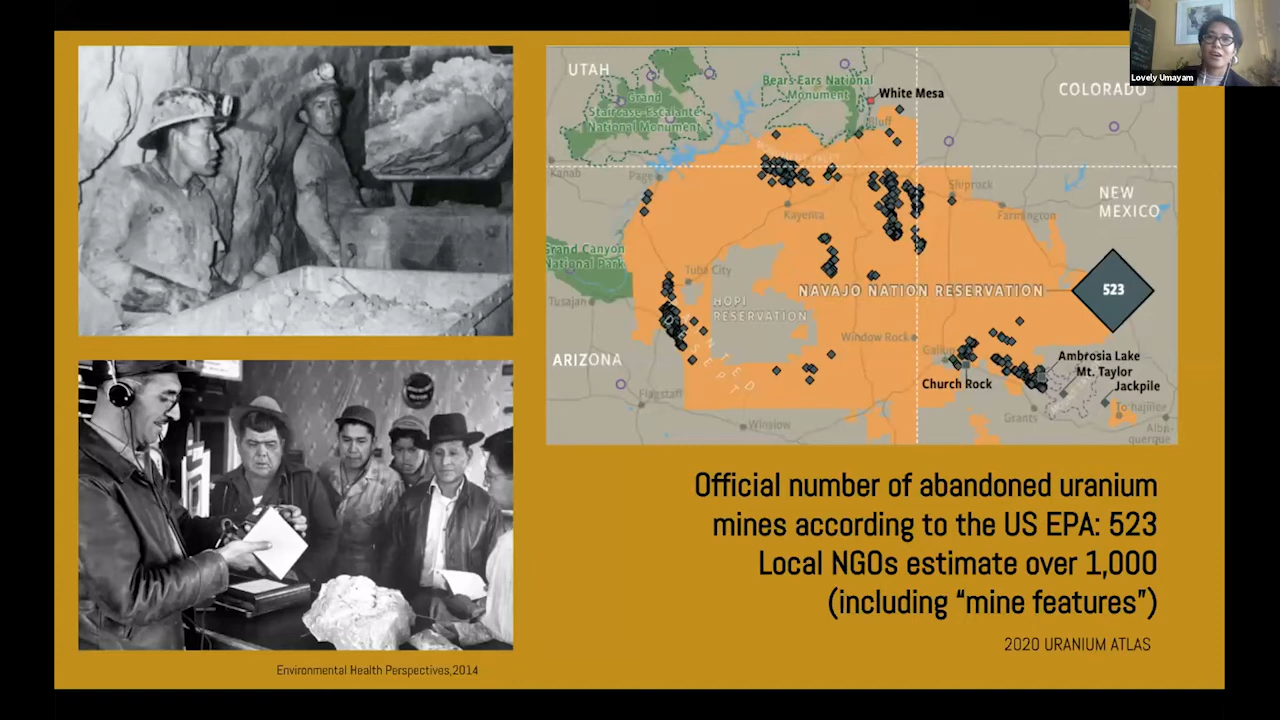 Lovely Umayam
UTAH
Bears Ears National
Monument
White Mesa
COLORADO
Grand
Staircase-Escalante
National Monument
Bluff
MONUMENT VALLEY
Kanab
Page
Shiprock
NEW
MEXICO
Kayenta
Farmington
Grand Canyon
National Park
Tuba City
523
Tusajan
HOPI
RESERVATION
NAVAJO NATION RESERVATION
Window Rock
ARIZONA
Ambrosia Lake
Mt. Taylor
Church Rock
Jackpile
Flagstaff
Grants
To'hajiilee
Winslow
Albu-
querque
Official number of abandoned uranium
mines according to the US EPA: 523
Local NGOs estimate over 1,000
(including “mine features”)
2020 URANIUM ATLAS
Environmental Health Perspectives,2014